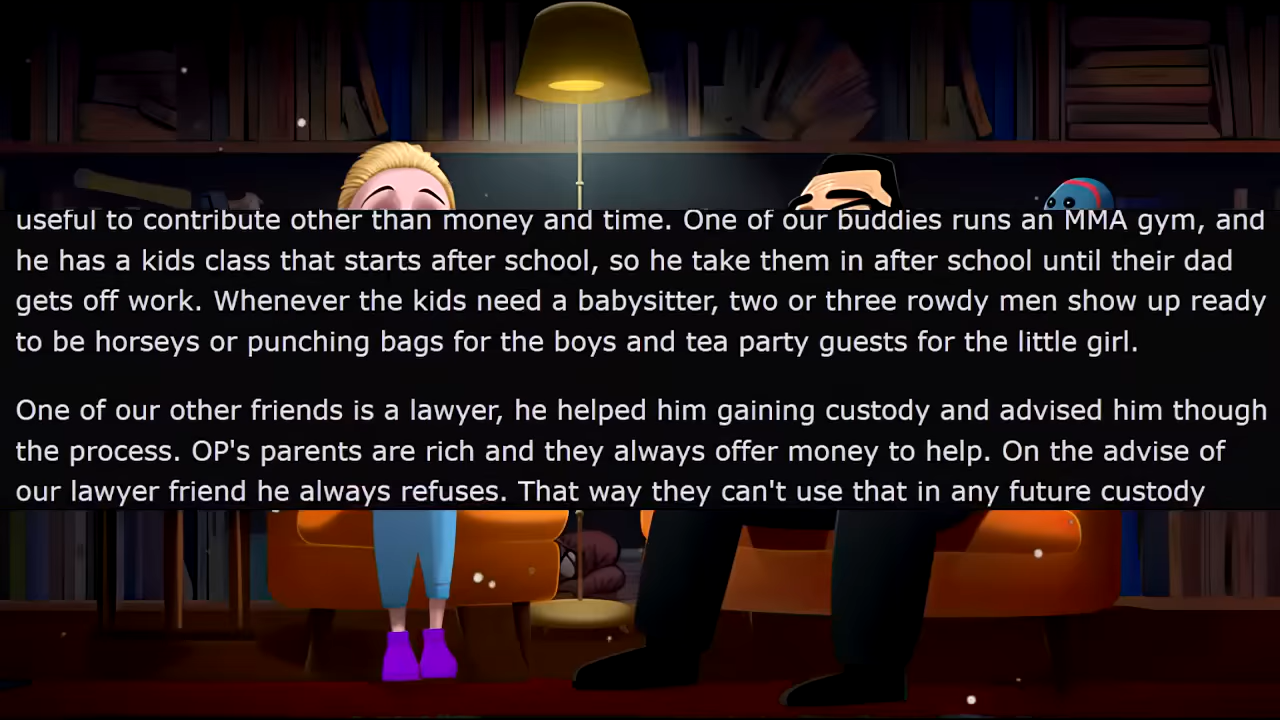 useful to contribute other than money and time. One of our buddies runs an MMA gym, and
he has a kids class that starts after school, so he take them in after school until their dad
gets off work. Whenever the kids need a babysitter, two or three rowdy men show up ready
to be horseys or punching bags for the boys and tea party guests for the little girl.
One of our other friends is a lawyer, he helped him gaining custody and advised him though
the process. OP's parents are rich and they always offer money to help. On the advise of
our lawyer friend he always refuses. That way they can't use that in any future custody